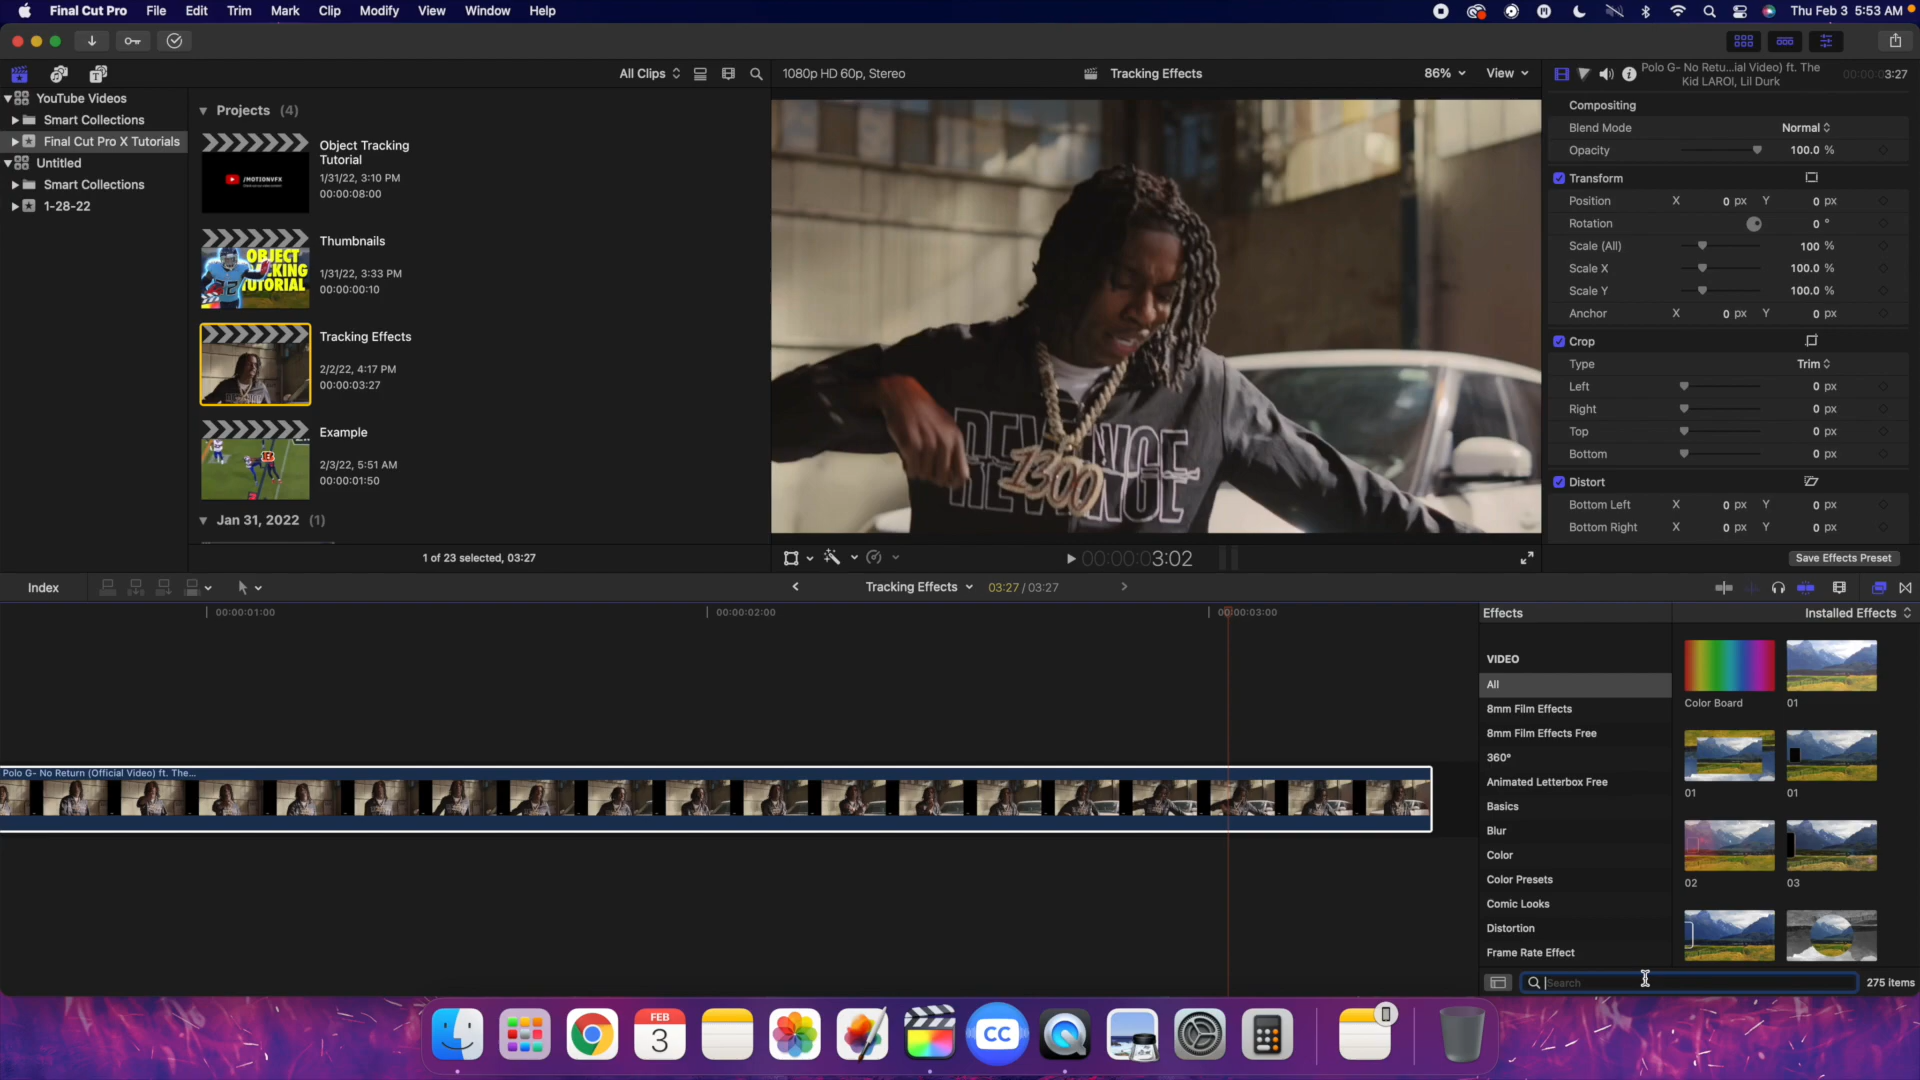 Final Cut Pro File Edit Trim Mark Clip Modify View Window Help Thu Feb 3 5:53 AM
All Clips
1080p HD 60p, Stereo Tracking Effects 86% View
Polo G- No Retu...ial Video) ft. The Kid LAROI, Lil Durk 00:00:03:27
YouTube Videos
Smart Collections
Final Cut Pro X Tutorials
Untitled
Smart Collections
1-28-22
Projects (4)
Object Tracking Tutorial
1/31/22, 3:10 PM
00:00:08:00
/MOTIONVFX
Thumbnails
1/31/22, 3:33 PM
00:00:00:10
OBJECT
TRACKING
TUTORIAL
Tracking Effects
2/2/22, 4:17 PM
00:00:03:27
Example
2/3/22, 5:51 AM
00:00:01:50
Jan 31, 2022 (1)
1 of 23 selected, 03:27
REVENGE
REVENGE
1300
00:00:03:02
Compositing
Blend Mode Normal
Opacity 100.0 %
Transform
Position X 0 px Y 0 px
Rotation 0 °
Scale (All) 100 %
Scale X 100.0 %
Scale Y 100.0 %
Anchor X 0 px Y 0 px
Crop
Type Trim
Left 0 px
Right 0 px
Top 0 px
Bottom 0 px
Distort
Bottom Left X 0 px Y 0 px
Bottom Right X 0 px Y 0 px
Save Effects Preset
Index Tracking Effects 03:27 / 03:27
00:00:01:00 00:00:02:00 00:00:03:00
Polo G- No Return (Official Video) ft. The...
Effects Installed Effects
VIDEO
All
8mm Film Effects
8mm Film Effects Free
360°
Animated Letterbox Free
Basics
Blur
Color
Color Presets
Comic Looks
Distortion
Frame Rate Effect
Color Board 01
01 01
02 03
Search 275 items
FEB
3
CC